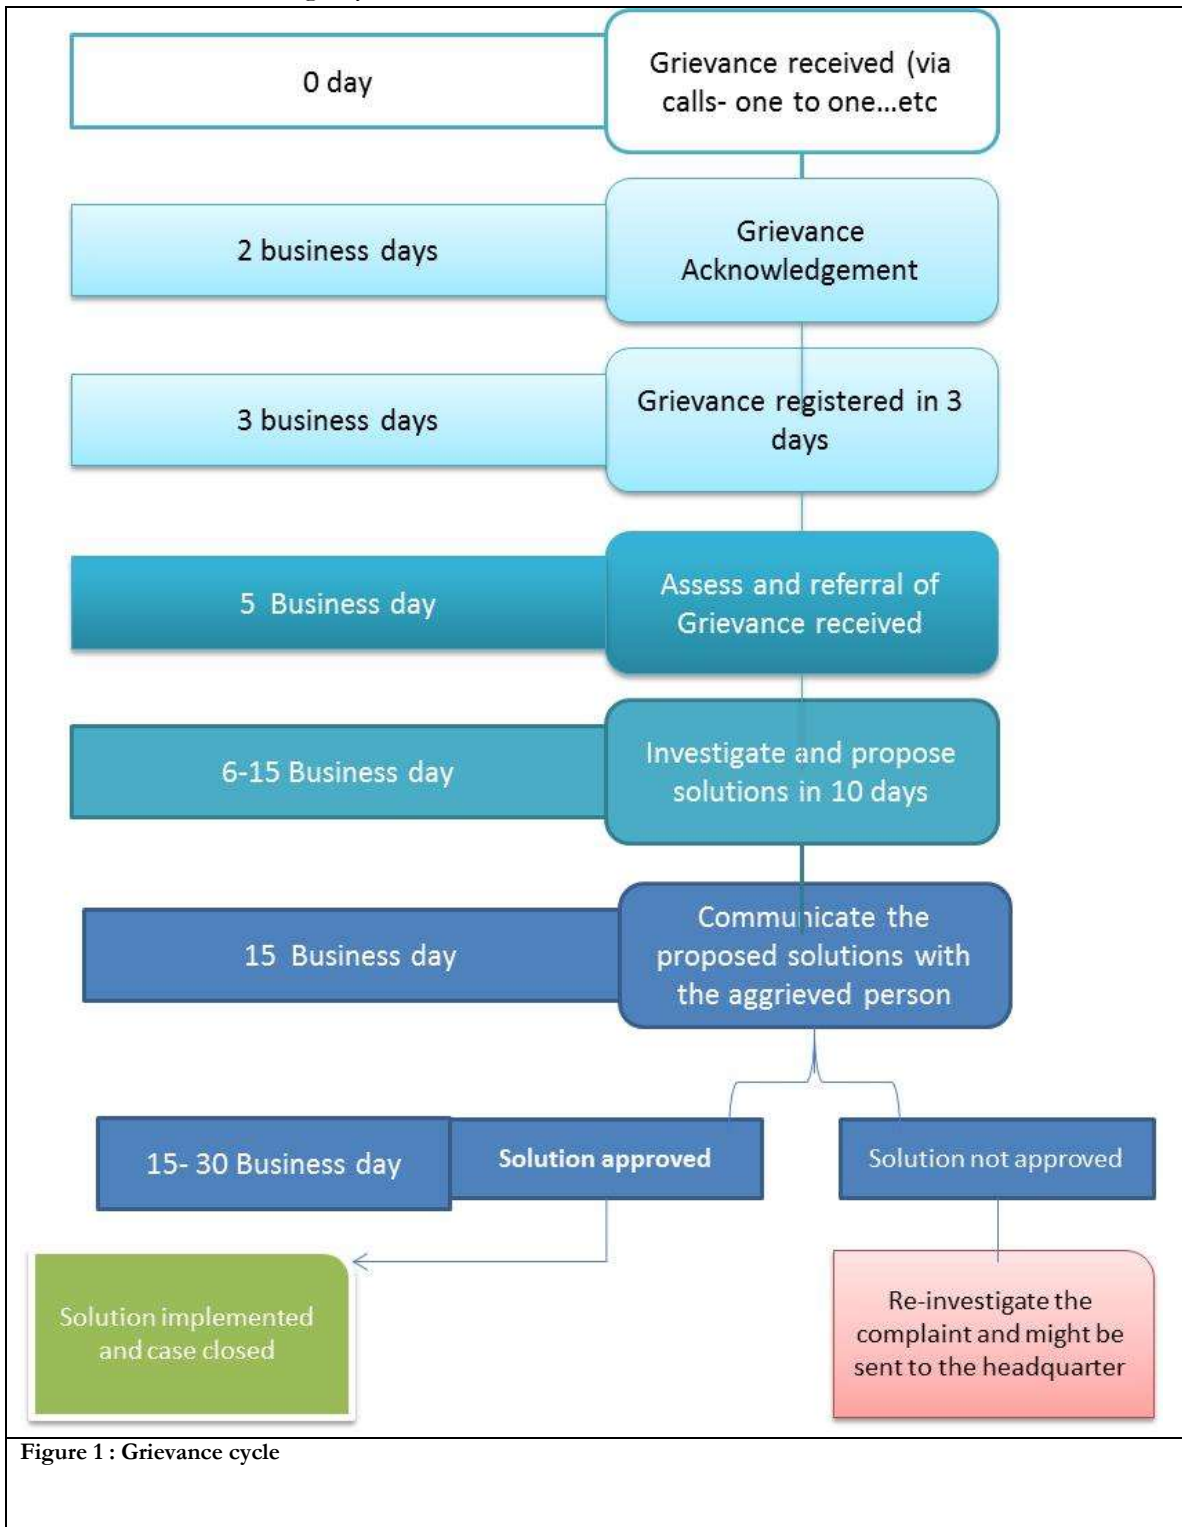 0 day
Grievance received (via
calls- one to one...etc
2 business days
Grievance
Acknowledgement
3 business days
Grievance registered in 3
days
5 Business day
Assess and referral of
Grievance received
6-15 Business day
Investigate and propose
solutions in 10 days
15 Business day
Communicate the
proposed solutions with
the aggrieved person
15- 30 Business day
Solution approved
Solution not approved
Solution implemented
and case closed
Re-investigate the
complaint and might be
sent to the headquarter
Figure 1 : Grievance cycle